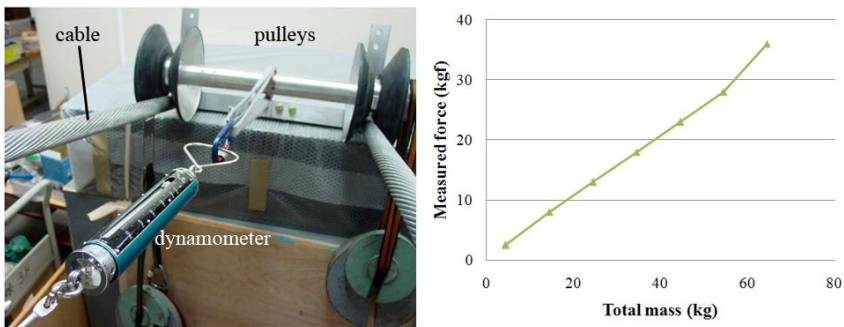 cable
pulleys
dynamometer
Measured force (kgf)
40
30
20
10
0
0 20 40 60 80
Total mass (kg)